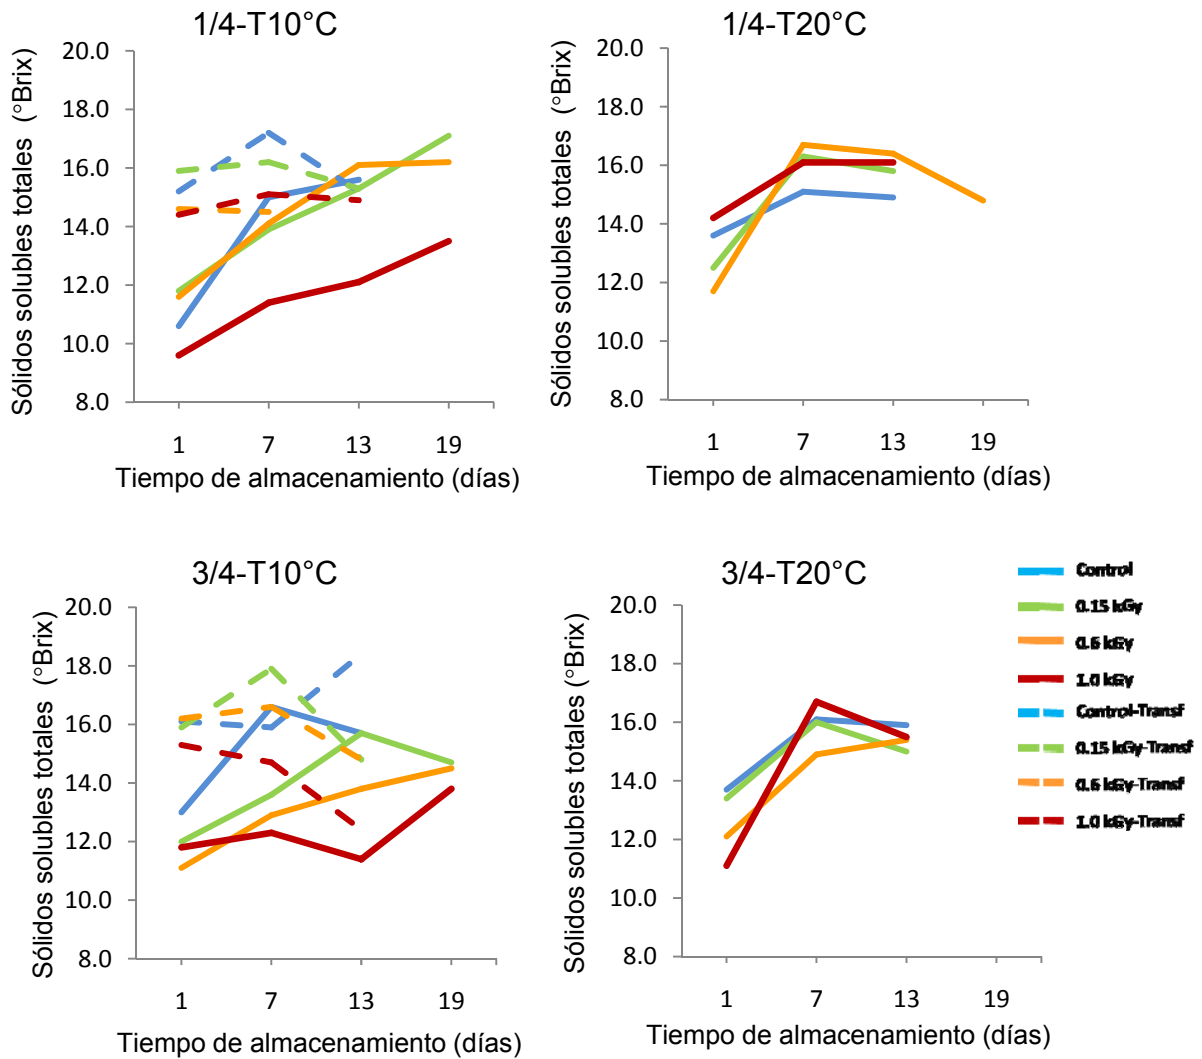 1/4-T10°C
Sólidos solubles totales (°Brix)
20.0
18.0
16.0
14.0
12.0
10.0
8.0
1 7 13 19
Tiempo de almacenamiento (días)
1/4-T20°C
Sólidos solubles totales (°Brix)
20.0
18.0
16.0
14.0
12.0
10.0
8.0
1 7 13 19
Tiempo de almacenamiento (días)
3/4-T10°C
Sólidos solubles totales (°Brix)
20.0
18.0
16.0
14.0
12.0
10.0
8.0
1 7 13 19
Tiempo de almacenamiento (días)
3/4-T20°C
Sólidos solubles totales (°Brix)
20.0
18.0
16.0
14.0
12.0
10.0
8.0
1 7 13 19
Tiempo de almacenamiento (días)
Control
0.15 kGy
0.6 kGy
1.0 kGy
Control-Transf
0.15 kGy-Transf
0.6 kGy-Transf
1.0 kGy-Transf